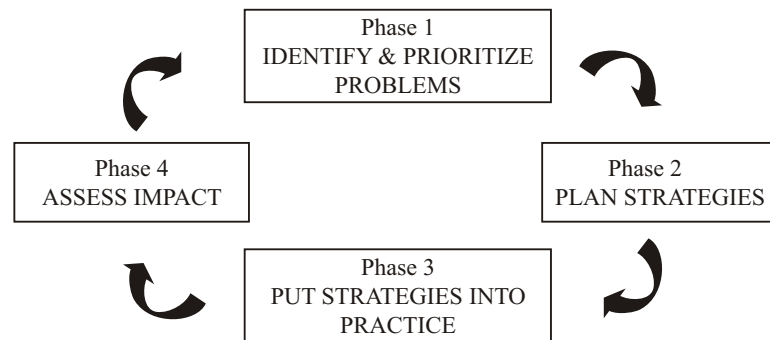 Phase 1
IDENTIFY & PRIORITIZE
PROBLEMS
Phase 2
PLAN STRATEGIES
Phase 3
PUT STRATEGIES INTO
PRACTICE
Phase 4
ASSESS IMPACT